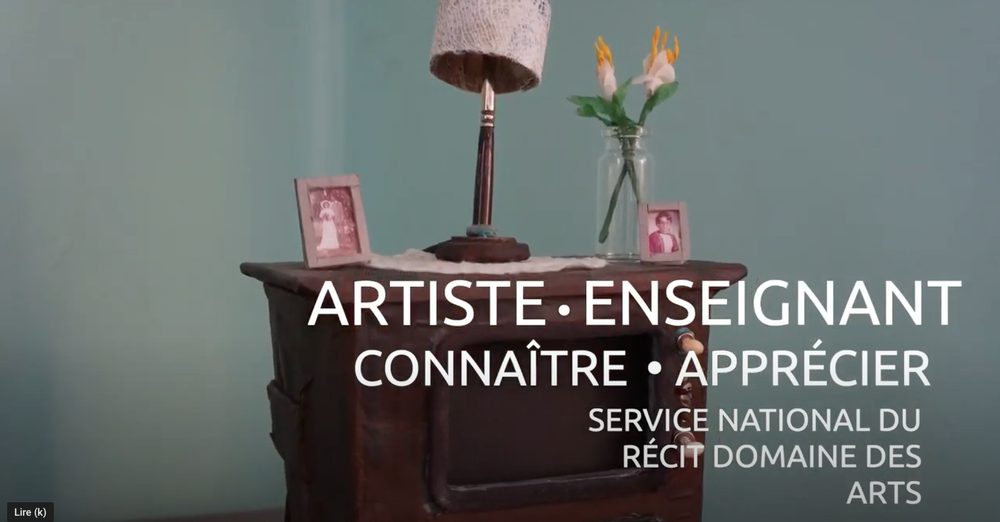 ARTISTE • ENSEIGNANT
CONNAÎTRE • APPRÉCIER
SERVICE NATIONAL DU
RÉCIT DOMAINE DES
ARTS
Lire (k)